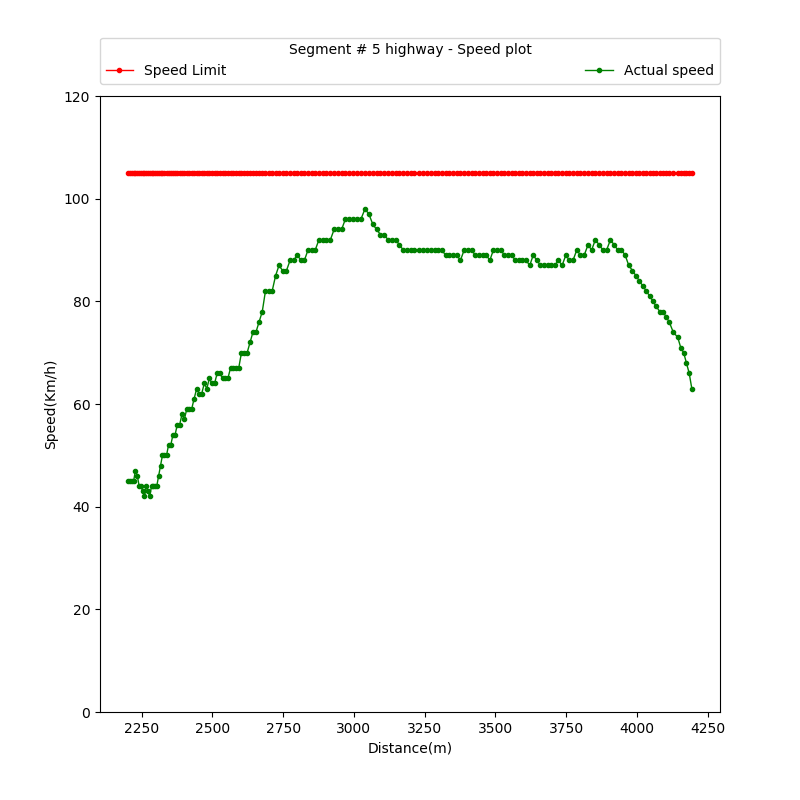 Segment # 5 highway - Speed plot
Speed Limit
Actual speed
120
100
80
60
40
20
0
Speed(Km/h)
2250 2500 2750 3000 3250 3500 3750 4000 4250
Distance(m)